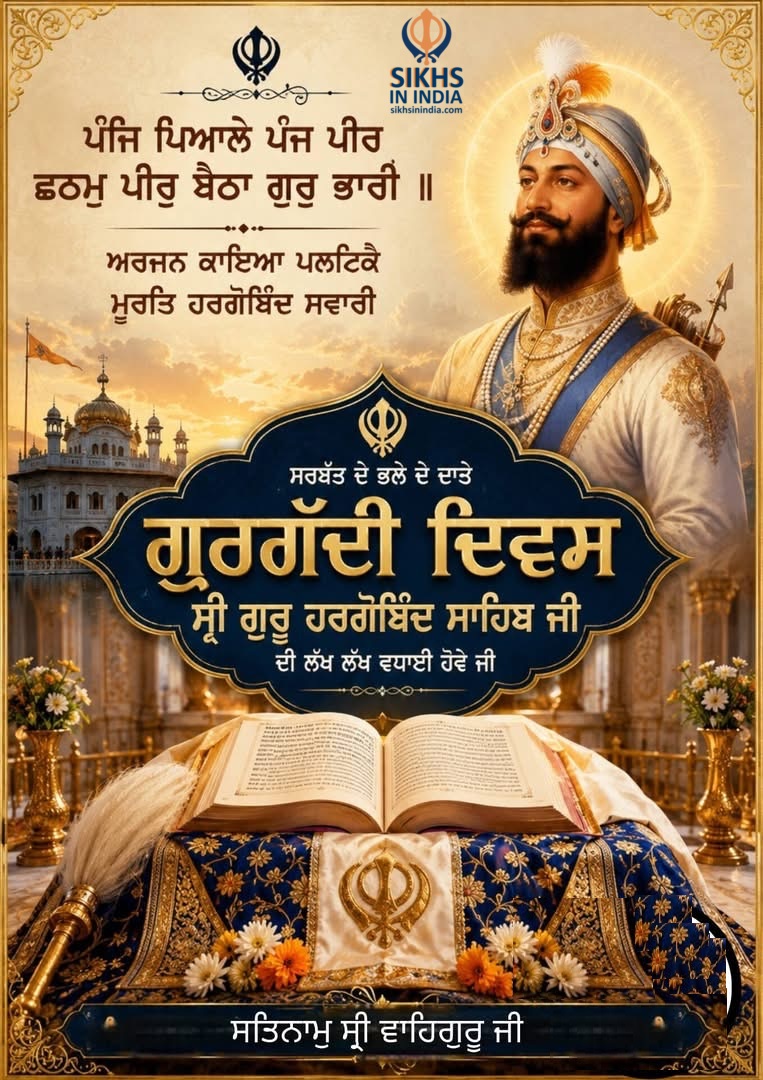 SIKHS
IN INDIA
sikhsinindia.com
ਪੰਜਿ ਪਿਆਲੇ ਪੰਜ ਪੀਰ
ਛਠਮੁ ਪੀਰੁ ਬੈਠਾ ਗੁਰੁ ਭਾਰੀ ॥
ਅਰਜਨ ਕਾਇਆ ਪਲਟਿਕੈ
ਮੂਰਤਿ ਹਰਗੋਬਿੰਦ ਸਵਾਰੀ
ਸਰਬੱਤ ਦੇ ਭਲੇ ਦੇ ਦਾਤੇ
ਗੁਰਗੱਦੀ ਦਿਵਸ
ਸ੍ਰੀ ਗੁਰੂ ਹਰਗੋਬਿੰਦ ਸਾਹਿਬ ਜੀ
ਦੀ ਲੱਖ ਲੱਖ ਵਧਾਈ ਹੋਵੇ ਜੀ
ਸਤਿਨਾਮੁ ਸ੍ਰੀ ਵਾਹਿਗੁਰੂ ਜੀ